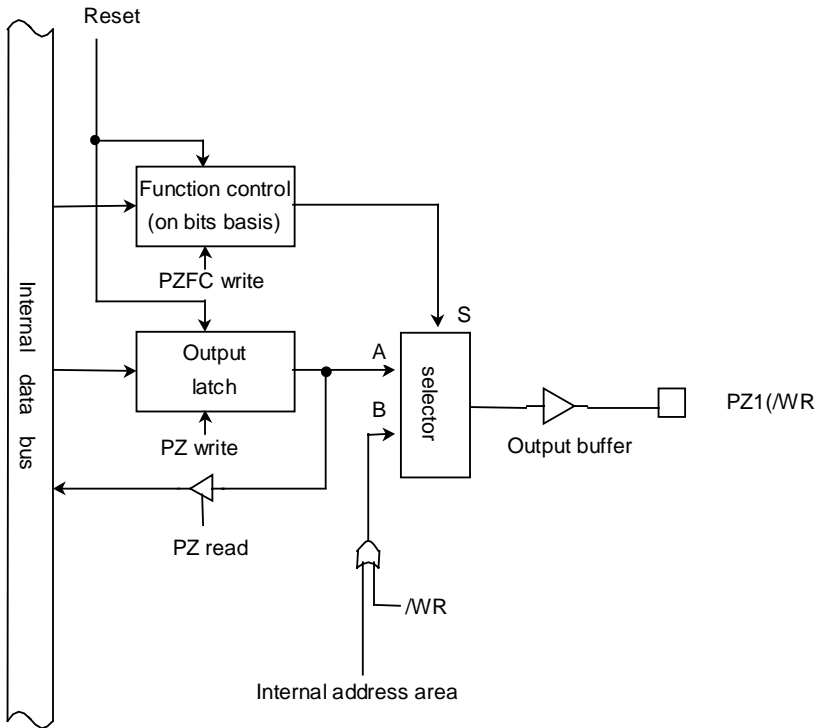 Reset
Function control
(on bits basis)
PZFC write
Internal data bus
S
Output
latch
A
selector
B
PZ1(/WR
Output buffer
PZ write
PZ read
/WR
Internal address area